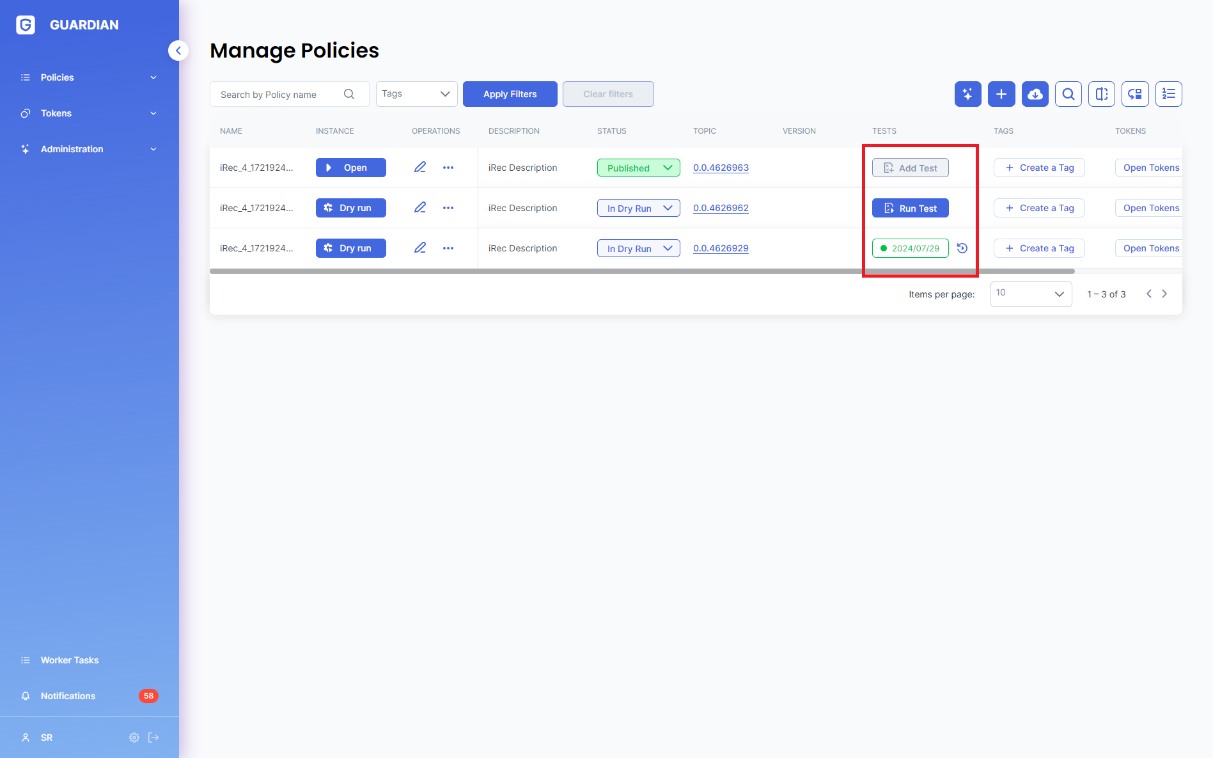 GUARDIAN
Policies
Tokens
Administration
Worker Tasks
Notifications 58
SR
Manage Policies
Search by Policy name Tags Apply Filters Clear filters
NAME INSTANCE OPERATIONS DESCRIPTION STATUS TOPIC VERSION TESTS TAGS TOKENS
iRec_4_1721924... Open iRec Description Published 0.0.4626963 Add Test + Create a Tag Open Tokens
iRec_4_1721924... Dry run iRec Description In Dry Run 0.0.4626962 Run Test + Create a Tag Open Tokens
iRec_4_1721924... Dry run iRec Description In Dry Run 0.0.4626929 2024/07/29 + Create a Tag Open Tokens
Items per page: 10 1 – 3 of 3